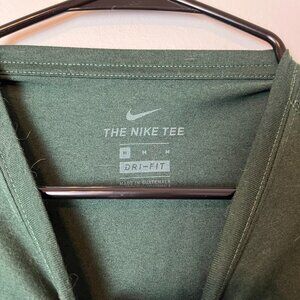 THE NIKE TEE
M M M
DRI-FIT
MADE IN GUATEMALA